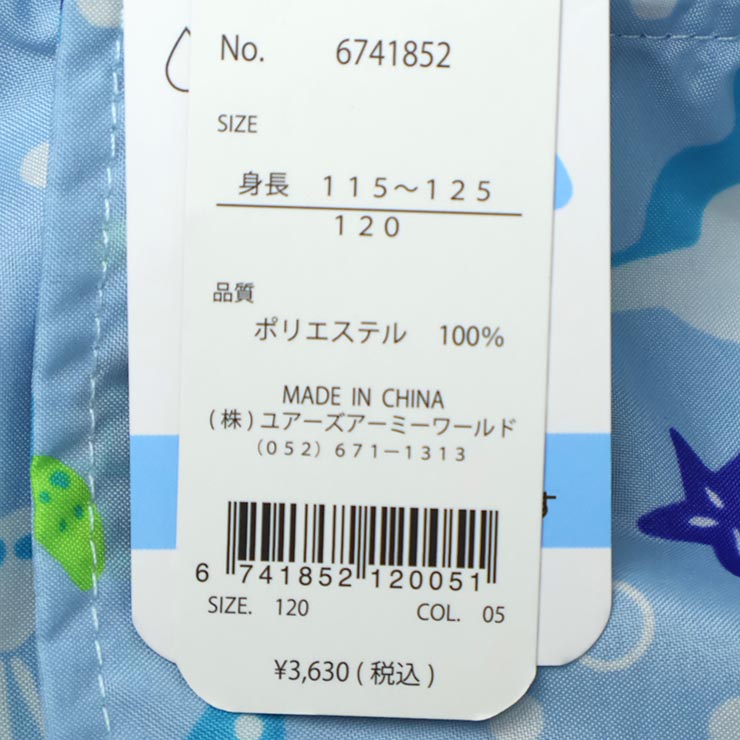 No. 6741852
SIZE
身長 115～125
120
品質
ポリエステル 100%
MADE IN CHINA
(株)ユアーズアーミーワールド
(052)671-1313
す
6 741852 120051
SIZE. 120 COL. 05
¥3,630(税込)